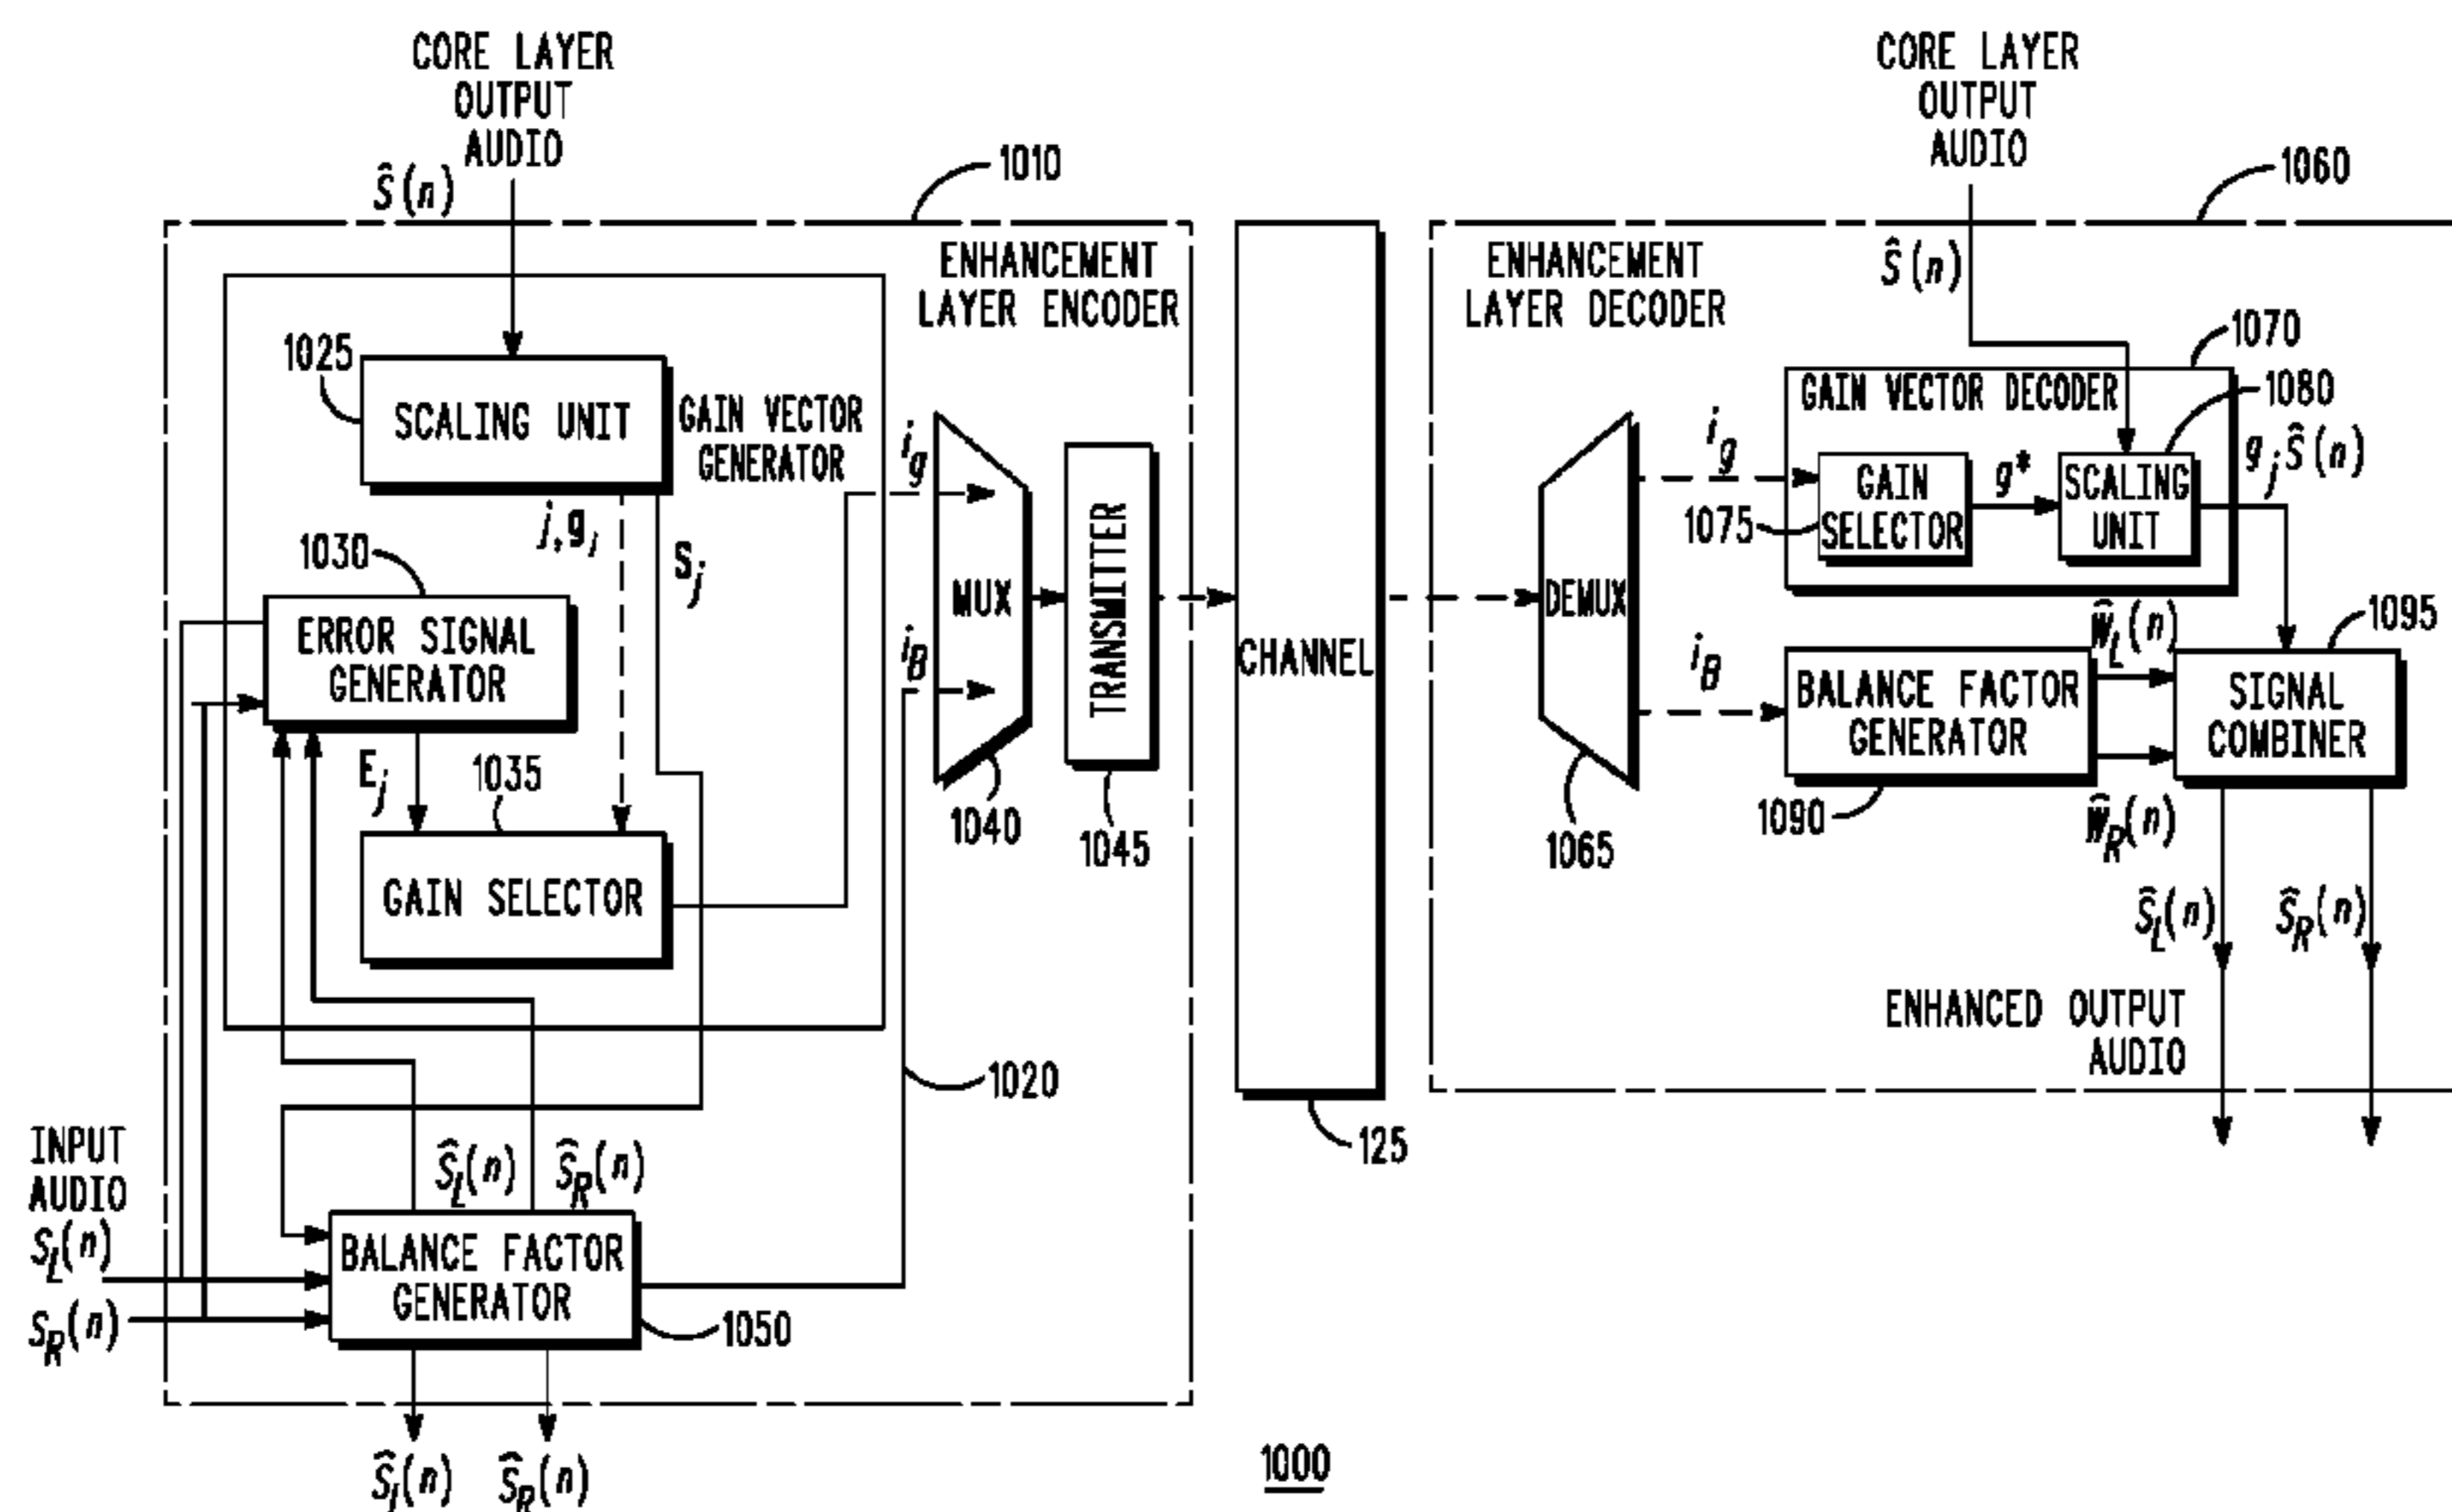 CORE LAYER
OUTPUT
AUDIO
Ŝ(n)
1010
ENHANCEMENT
LAYER ENCODER
1025
SCALING UNIT
GAIN VECTOR
GENERATOR
j,g_j
S_j
1030
ERROR SIGNAL
GENERATOR
E_j
1035
GAIN SELECTOR
i_g
i_B
MUX
1040
TRANSMITTER
1045
1020
INPUT
AUDIO
S_L(n)
S_R(n)
Ŝ_L(n)
Ŝ_R(n)
BALANCE FACTOR
GENERATOR
1050
Ŝ_L(n)
Ŝ_R(n)
CHANNEL
125
CORE LAYER
OUTPUT
AUDIO
1060
Ŝ(n)
ENHANCEMENT
LAYER DECODER
1070
GAIN VECTOR DECODER
1080
i_g
GAIN
SELECTOR
1075
g*
SCALING
UNIT
g_jŜ(n)
DEMUX
1065
i_B
BALANCE FACTOR
GENERATOR
1090
Ŵ_L(n)
Ŵ_R(n)
1095
SIGNAL
COMBINER
Ŝ_L(n)
Ŝ_R(n)
ENHANCED OUTPUT
AUDIO
1000